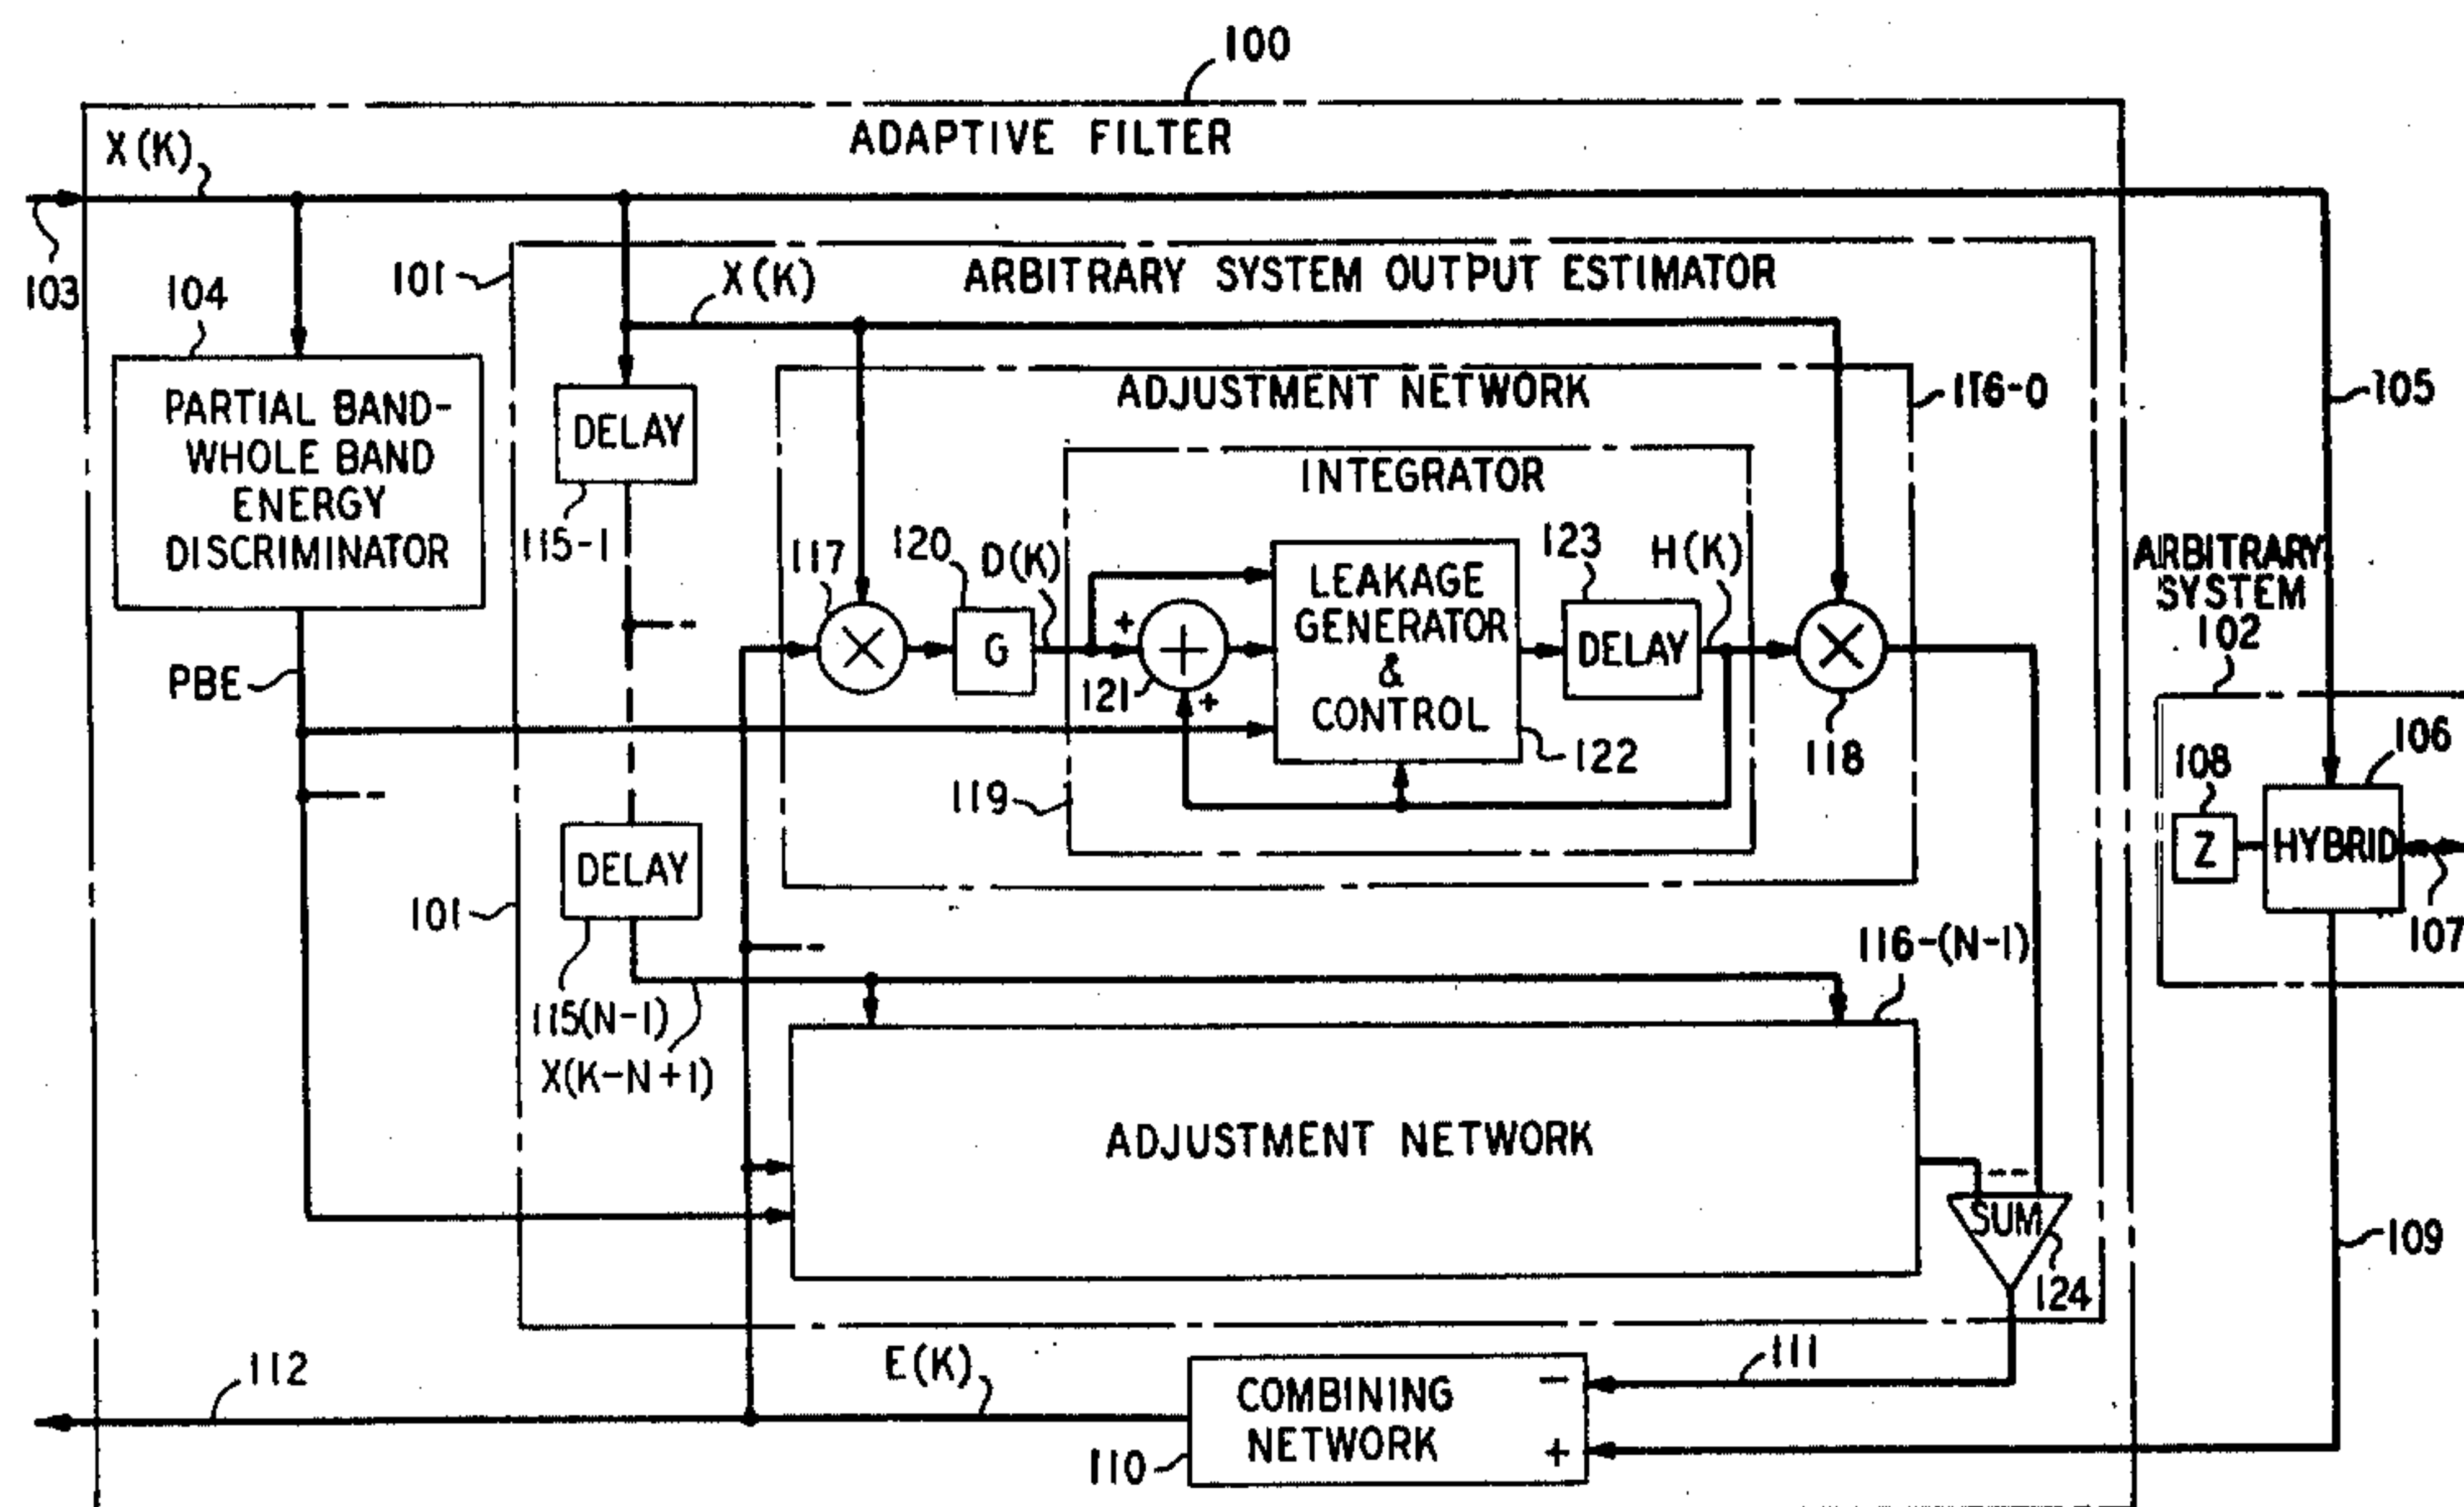 100
ADAPTIVE FILTER
X(K)
103
104
101
ARBITRARY SYSTEM OUTPUT ESTIMATOR
X(K)
PARTIAL BAND-
WHOLE BAND
ENERGY
DISCRIMINATOR
DELAY
115-1
ADJUSTMENT NETWORK
116-0
105
INTEGRATOR
117
120
D(K)
G
+
+
121
LEAKAGE
GENERATOR
&
CONTROL
122
123
DELAY
H(K)
118
119
ARBITRARY
SYSTEM
102
106
108
Z
HYBRID
107
PBE
101
DELAY
115(N-1)
X(K-N+1)
116-(N-1)
ADJUSTMENT NETWORK
SUM
124
109
112
E(K)
COMBINING
NETWORK
−
+
110
111